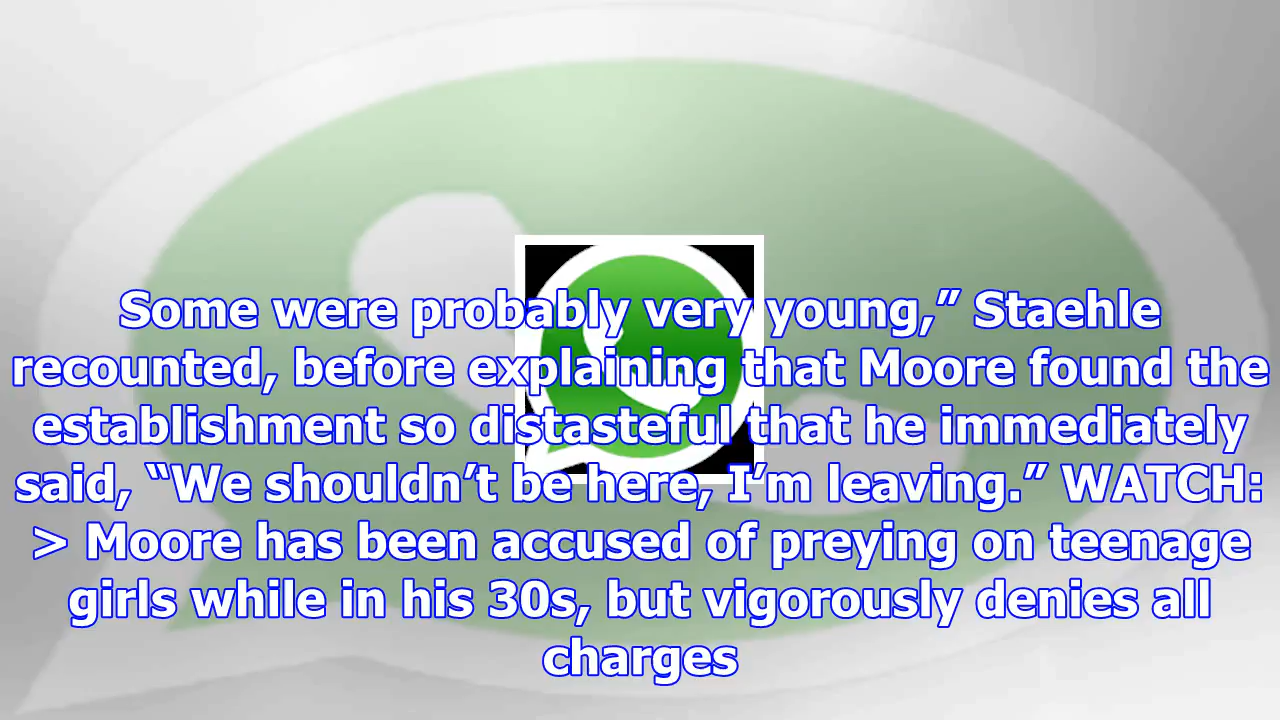 Some were probably very young,” Staehle
recounted, before explaining that Moore found the
establishment so distasteful that he immediately
said, “We shouldn’t be here, I’m leaving.” WATCH:
> Moore has been accused of preying on teenage
girls while in his 30s, but vigorously denies all
charges